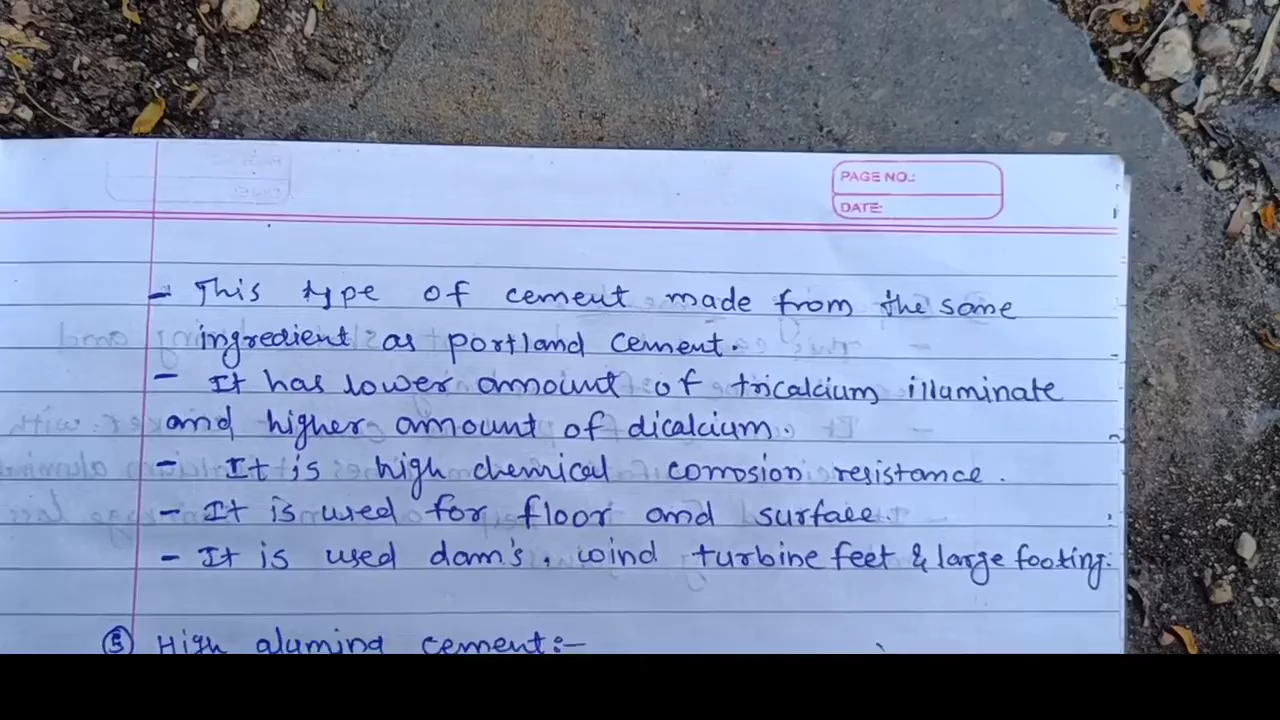 PAGE NO.:
DATE:
- This type of cement made from the same
ingredient as portland cement.
- It has lower amount of tricalcium illuminate
and higher amount of dicalcium.
- It is high chemical corrosion resistance.
- It is used for floor and surface.
- It is used dam's, wind turbine feet & large footing.
⑤ High alumina cement:-